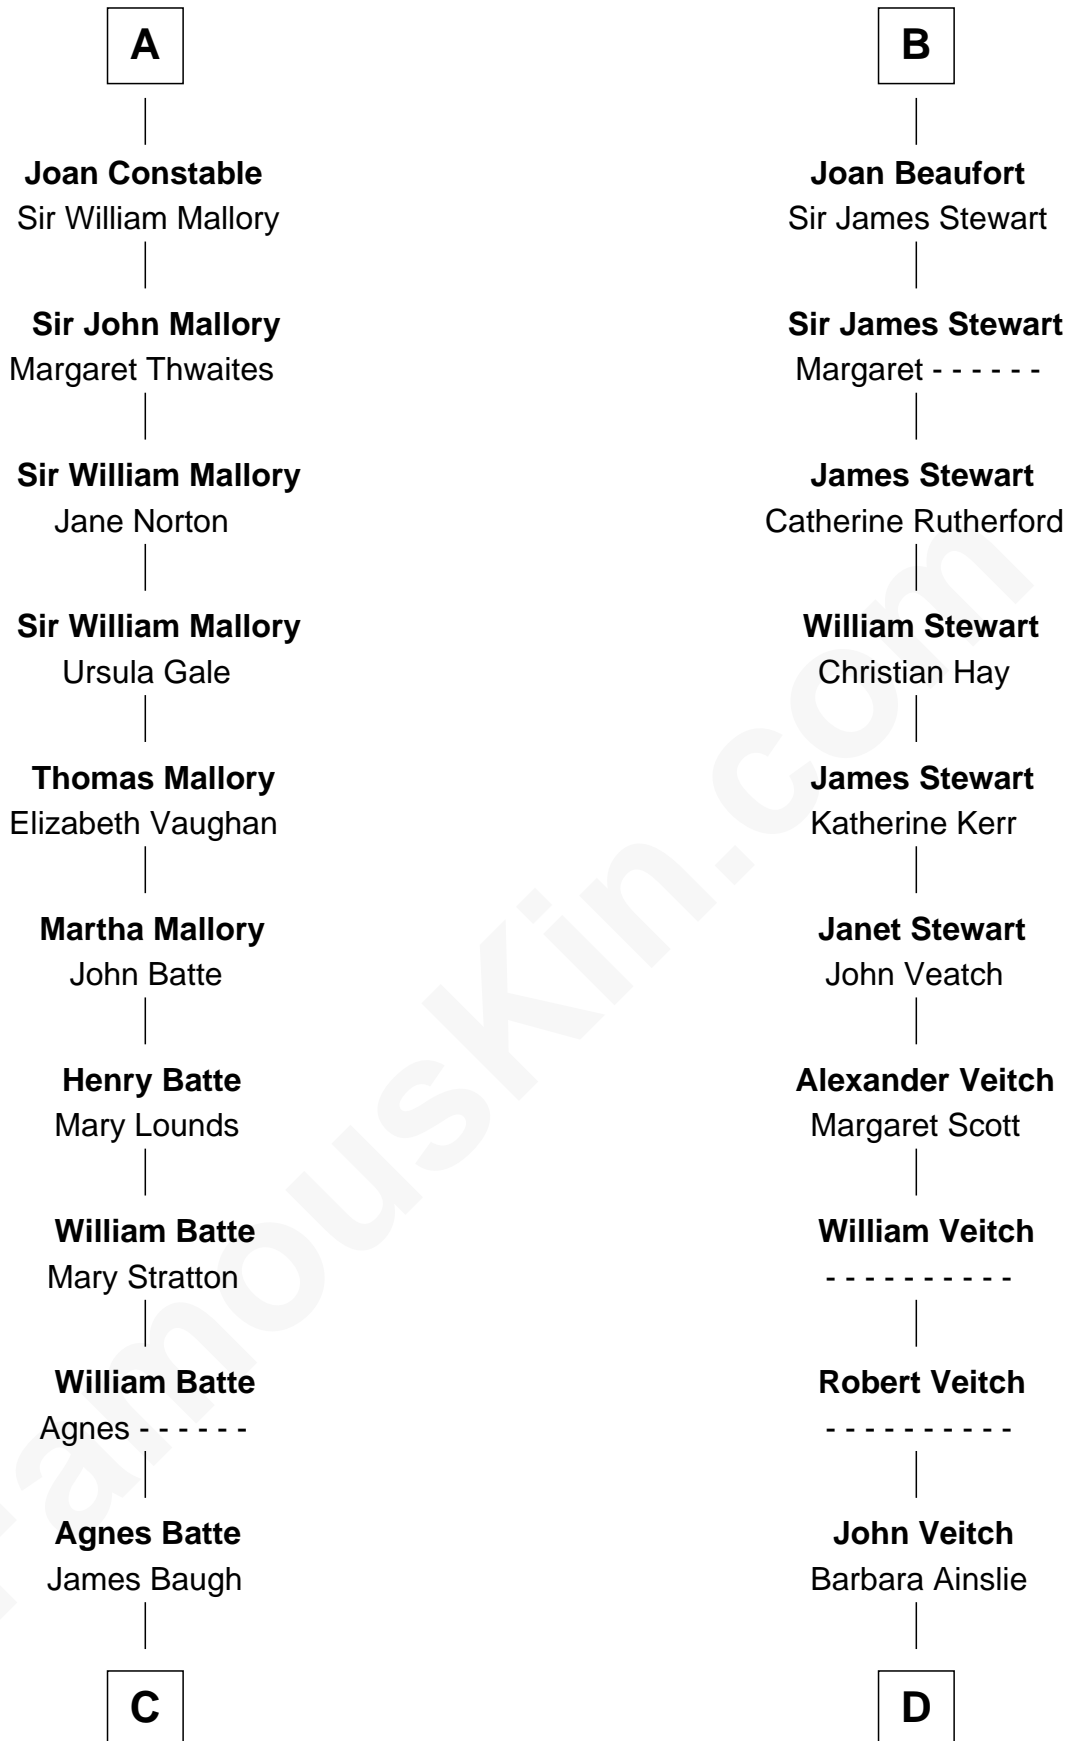 A
Joan Constable
Sir William Mallory
Sir John Mallory
Margaret Thwaites
Sir William Mallory
Jane Norton
Sir William Mallory
Ursula Gale
Thomas Mallory
Elizabeth Vaughan
Martha Mallory
John Batte
Henry Batte
Mary Lounds
William Batte
Mary Stratton
William Batte
Agnes - - - - - -
Agnes Batte
James Baugh
C
B
Joan Beaufort
Sir James Stewart
Sir James Stewart
Margaret - - - - - -
James Stewart
Catherine Rutherford
William Stewart
Christian Hay
James Stewart
Katherine Kerr
Janet Stewart
John Veatch
Alexander Veitch
Margaret Scott
William Veitch
- - - - - - - - - -
Robert Veitch
- - - - - - - - - -
John Veitch
Barbara Ainslie
D
FamousKin.com